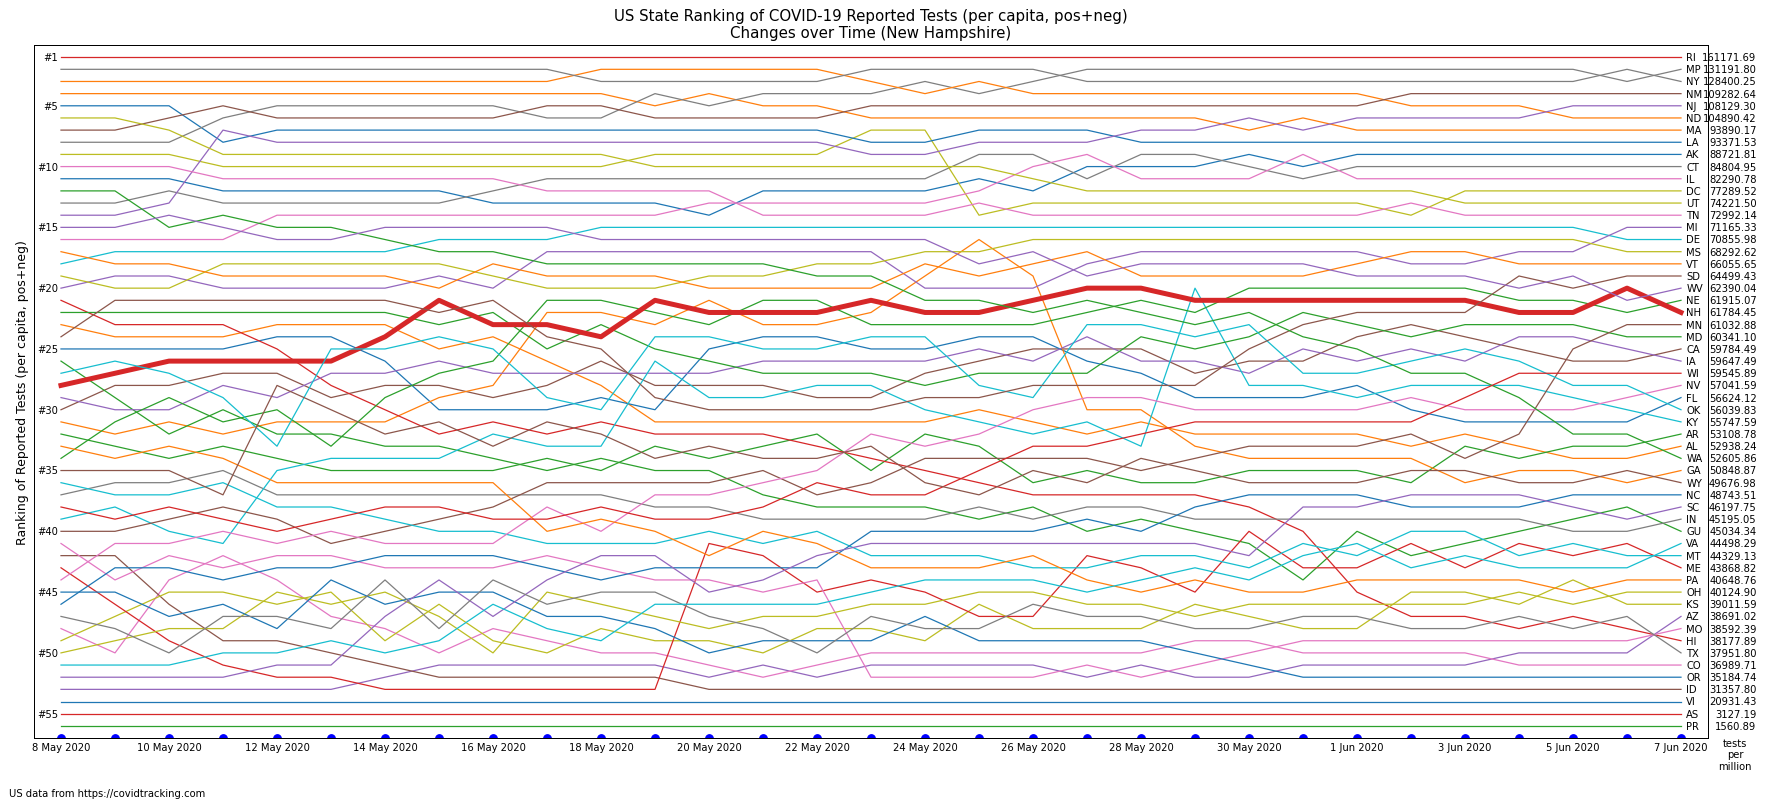 US State Ranking of COVID-19 Reported Tests (per capita, pos+neg)
Changes over Time (New Hampshire)
Ranking of Reported Tests (per capita, pos+neg)
#1
#5
#10
#15
#20
#25
#30
#35
#40
#45
#50
#55
RI 161171.69
MP 131191.80
NY 128400.25
NM 109282.64
NJ 108129.30
ND 104890.42
MA 93890.17
LA 93371.53
AK 88721.81
CT 84804.95
IL 82290.78
DC 77289.52
UT 74221.50
TN 72992.14
MI 71165.33
DE 70855.98
MS 68292.62
VT 66055.65
SD 64499.43
WV 62390.04
NE 61915.07
NH 61784.45
MN 61032.88
MD 60341.10
CA 59784.49
IA 59647.49
WI 59545.89
NV 57041.59
FL 56624.12
OK 56039.83
KY 55747.59
AR 53108.78
AL 52938.24
WA 52605.86
GA 50848.87
WY 49676.98
NC 48743.51
SC 46197.75
IN 45195.05
GU 45034.34
VA 44498.29
MT 44329.13
ME 43868.82
PA 40648.76
OH 40124.90
KS 39011.59
AZ 38691.02
MO 38592.39
HI 38177.89
TX 37951.80
CO 36989.71
OR 35184.74
ID 31357.80
VI 20931.43
AS 3127.19
PR 1560.89
8 May 2020 10 May 2020 12 May 2020 14 May 2020 16 May 2020 18 May 2020 20 May 2020 22 May 2020 24 May 2020 26 May 2020 28 May 2020 30 May 2020 1 Jun 2020 3 Jun 2020 5 Jun 2020 7 Jun 2020
tests
per
million
US data from https://covidtracking.com